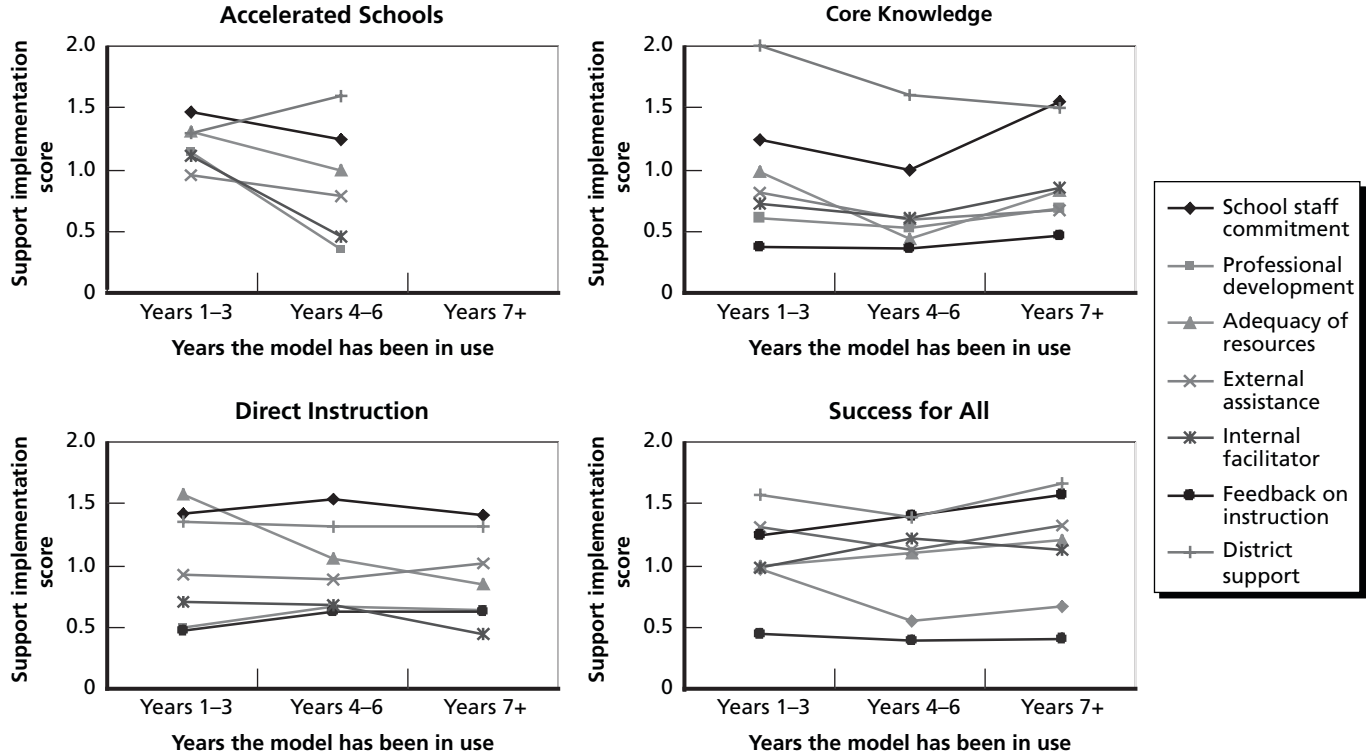 Accelerated Schools
Support implementation
score
2.0
1.5
1.0
0.5
0
Years 1–3
Years 4–6
Years 7+
Years the model has been in use
Core Knowledge
Support implementation
score
2.0
1.5
1.0
0.5
0
Years 1–3
Years 4–6
Years 7+
Years the model has been in use
Direct Instruction
Support implementation
score
2.0
1.5
1.0
0.5
0
Years 1–3
Years 4–6
Years 7+
Years the model has been in use
Success for All
Support implementation
score
2.0
1.5
1.0
0.5
0
Years 1–3
Years 4–6
Years 7+
Years the model has been in use
School staff
commitment
Professional
development
Adequacy of
resources
External
assistance
Internal
facilitator
Feedback on
instruction
District
support